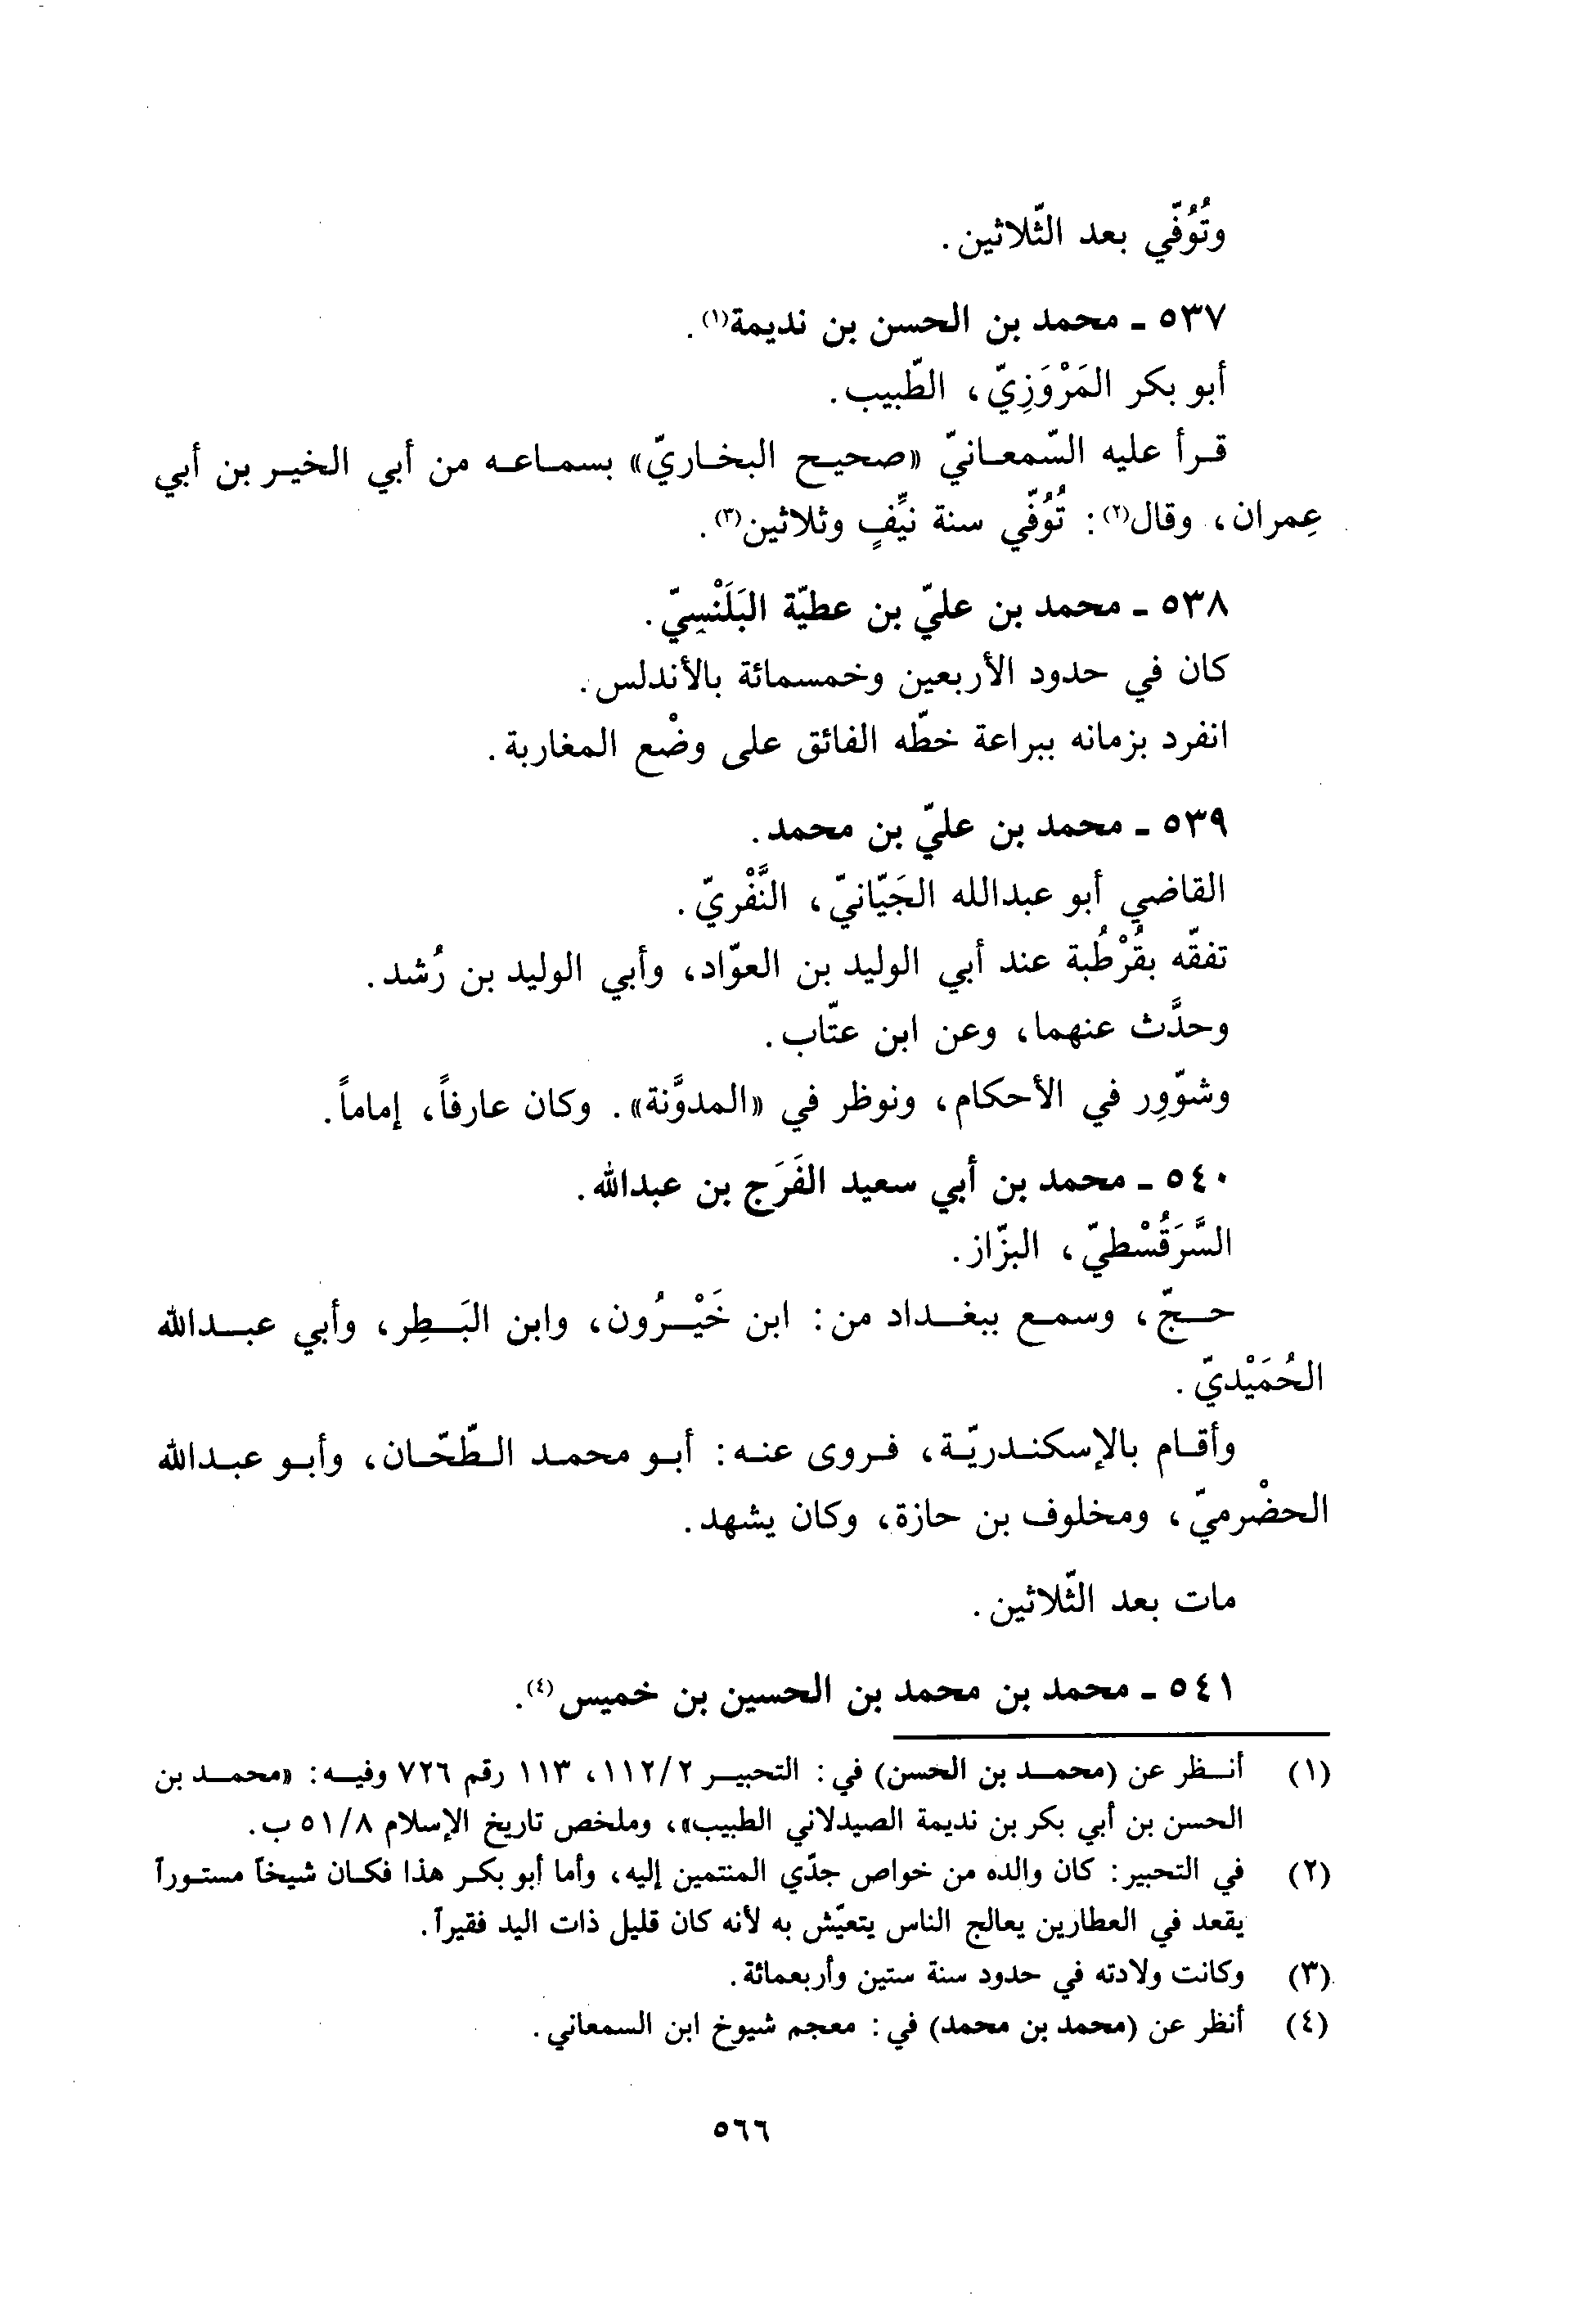 وتُوُفّي بعد الثّلاثين.
٥٣٧ ـ محمد بن الحسن بن نديمة(١).
أبو بكر المَرْوَزِيّ، الطّبيب.
قرأ عليه السّمعانيّ «صحيح البخاريّ» بسماعه من أبي الخير بن أبي
عِمران، وقال(٢): تُوُفّي سنة نيِّفٍ وثلاثين(٣).
٥٣٨ ـ محمد بن عليّ بن عطيّة البَلَنْسِيّ.
كان في حدود الأربعين وخمسمائة بالأندلس.
انفرد بزمانه ببراعة خطّه الفائق على وضْع المغاربة.
٥٣٩ ـ محمد بن عليّ بن محمد.
القاضي أبو عبدالله الجَيّانيّ، النَّفْريّ.
تفقّه بقُرْطُبة عند أبي الوليد بن العوّاد، وأبي الوليد بن رُشد.
وحدَّث عنهما، وعن ابن عتّاب.
وشوّوِر في الأحكام، ونوظر في «المدوَّنة». وكان عارفاً، إماماً.
٥٤٠ ـ محمد بن أبي سعيد الفَرَج بن عبدالله.
السَّرَقُسْطيّ، البزّاز.
حجّ، وسمع ببغداد من: ابن خَيْرُون، وابن البَطِر، وأبي عبدالله
الحُمَيْديّ.
وأقام بالإسكندريّة، فروى عنه: أبو محمد الطّحّان، وأبو عبدالله
الحضْرميّ، ومخلوف بن حازة، وكان يشهد.
مات بعد الثّلاثين.
٥٤١ ـ محمد بن محمد بن الحسين بن خميس(٤).
(١) أنظر عن (محمد بن الحسن) في: التحبير ١١٢/٢، ١١٣ رقم ٧٢٦ وفيه: «محمد بن
الحسن بن أبي بكر بن نديمة الصيدلاني الطبيب»، وملخص تاريخ الإسلام ٥١/٨ ب.
(٢) في التحبير: كان والده من خواص جدّي المنتمين إليه، وأما أبو بكر هذا فكان شيخاً مستوراً
يقعد في العطارين يعالج الناس يتعيّش به لأنه كان قليل ذات اليد فقيراً.
(٣) وكانت ولادته في حدود سنة ستين وأربعمائة.
(٤) أنظر عن (محمد بن محمد) في: معجم شيوخ ابن السمعاني.
٥٦٦